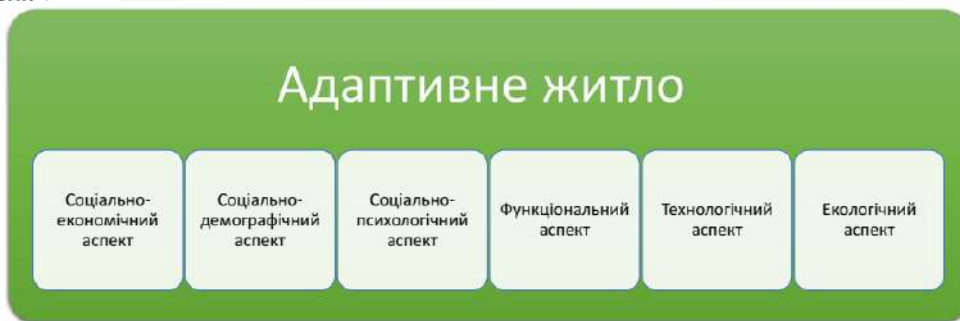 Адаптивне житло
Соціально-
економічний
аспект
Соціально-
демографічний
аспект
Соціально-
психологічний
аспект
Функціональний
аспект
Технологічний
аспект
Екологічний
аспект